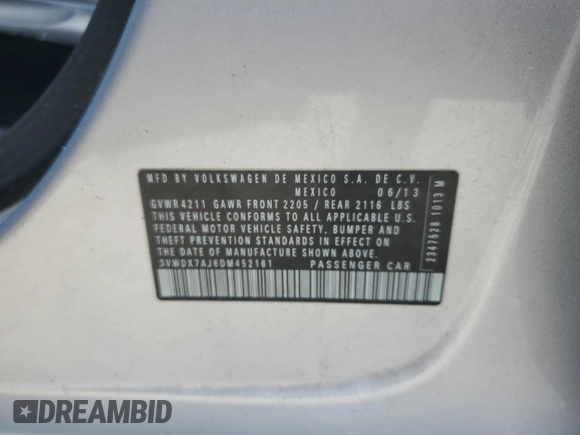 MFD BY VOLKSWAGEN DE MEXICO S.A. DE C.V.
MEXICO 06/13
GVWR 4211 GAWR FRONT 2205 / REAR 2116 LBS
THIS VEHICLE CONFORMS TO ALL APPLICABLE U.S.
FEDERAL MOTOR VEHICLE SAFETY, BUMPER AND
THEFT PREVENTION STANDARDS IN EFFECT ON THE
DATE OF MANUFACTURE SHOWN ABOVE.
3VWDX7AJ6DM452161 PASSENGER CAR
2347628 1013 M
DREAMBID